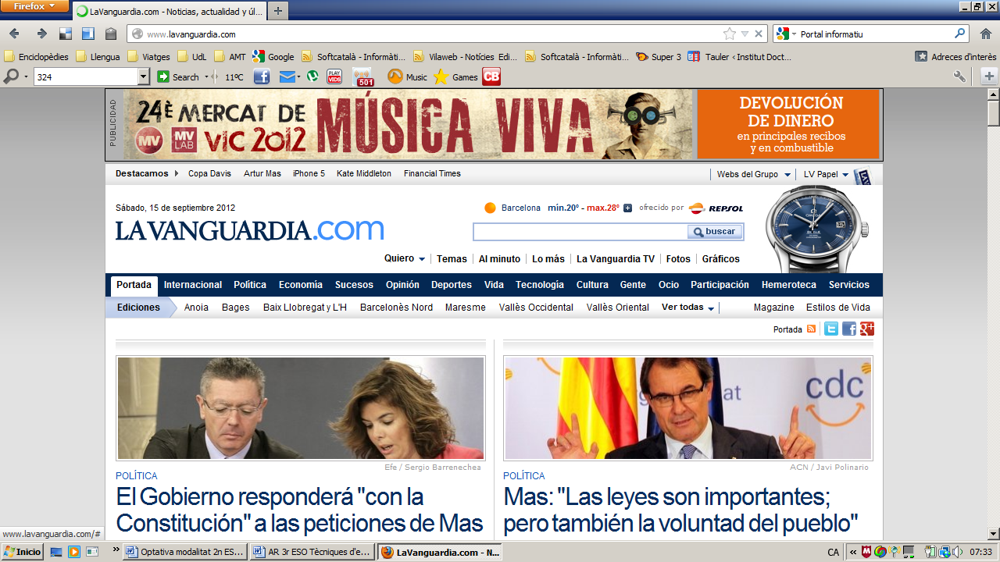 Firefox
LaVanguardia.com - Noticias, actualidad y úl...
www.lavanguardia.com
Portal informatiu
Enciclopèdies Llengua Viatges UdL AMT Google Softcatalà - Informàti... Vilaweb - Notícies Edi... Softcatalà - Informàti... Super 3 Tauler ‹ Institut Doct... Adreces d'interès
324 Search 11ºC PLAY VIDS 501 Music Games CB
PUBLICIDAD
24È MERCAT DE
MV MV LAB VIC 2012
MÚSICA VIVA
DEVOLUCIÓN
DE DINERO
en principales recibos
y en combustible
Destacamos Copa Davis Artur Mas iPhone 5 Kate Middleton Financial Times Webs del Grupo LV Papel
Sábado, 15 de septiembre 2012
Barcelona mín.20º - max.28º ofrecido por REPSOL
LA VANGUARDIA.com
buscar
OMEGA
Quiero Temas Al minuto Lo más La Vanguardia TV Fotos Gráficos
Portada Internacional Política Economía Sucesos Opinión Deportes Vida Tecnología Cultura Gente Ocio Participación Hemeroteca Servicios
Ediciones Anoia Bages Baix Llobregat y L'H Barcelonès Nord Maresme Vallès Occidental Vallès Oriental Ver todas Magazine Estilos de Vida
Portada
cdc
at
Efe / Sergio Barrenechea
POLÍTICA
El Gobierno responderá "con la
Constitución" a las peticiones de Mas
ACN / Javi Polinario
POLÍTICA
Mas: "Las leyes son importantes;
pero también la voluntad del pueblo"
www.lavanguardia.com/#
Inicio Optativa modalitat 2n ES... AR 3r ESO Tècniques d'e... LaVanguardia.com - N... CA 07:33